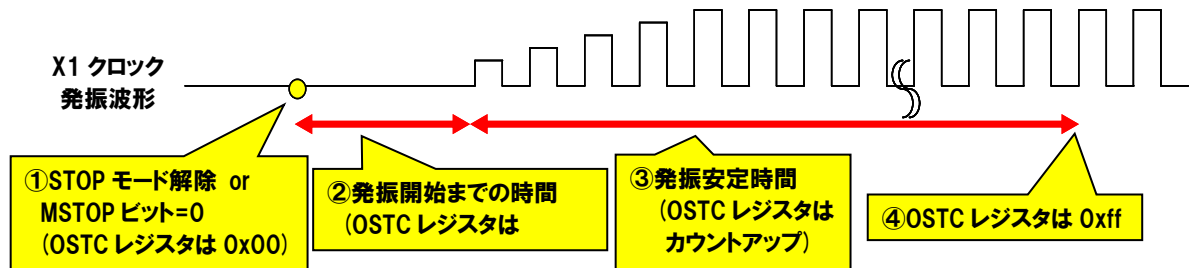 X1 クロック
発振波形
①STOP モード解除 or
MSTOP ビット=0
(OSTC レジスタは 0x00)
②発振開始までの時間
(OSTC レジスタは
③発振安定時間
(OSTC レジスタは
カウントアップ)
④OSTC レジスタは 0xff